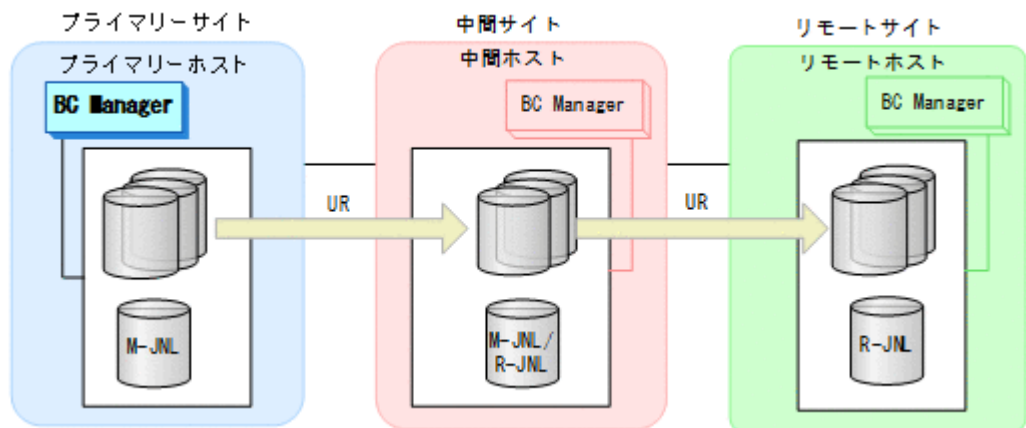 プライマリーサイト
中間サイト
リモートサイト
プライマリーホスト
中間ホスト
リモートホスト
BC Manager
BC Manager
BC Manager
UR
UR
M-JNL
M-JNL/
R-JNL
R-JNL